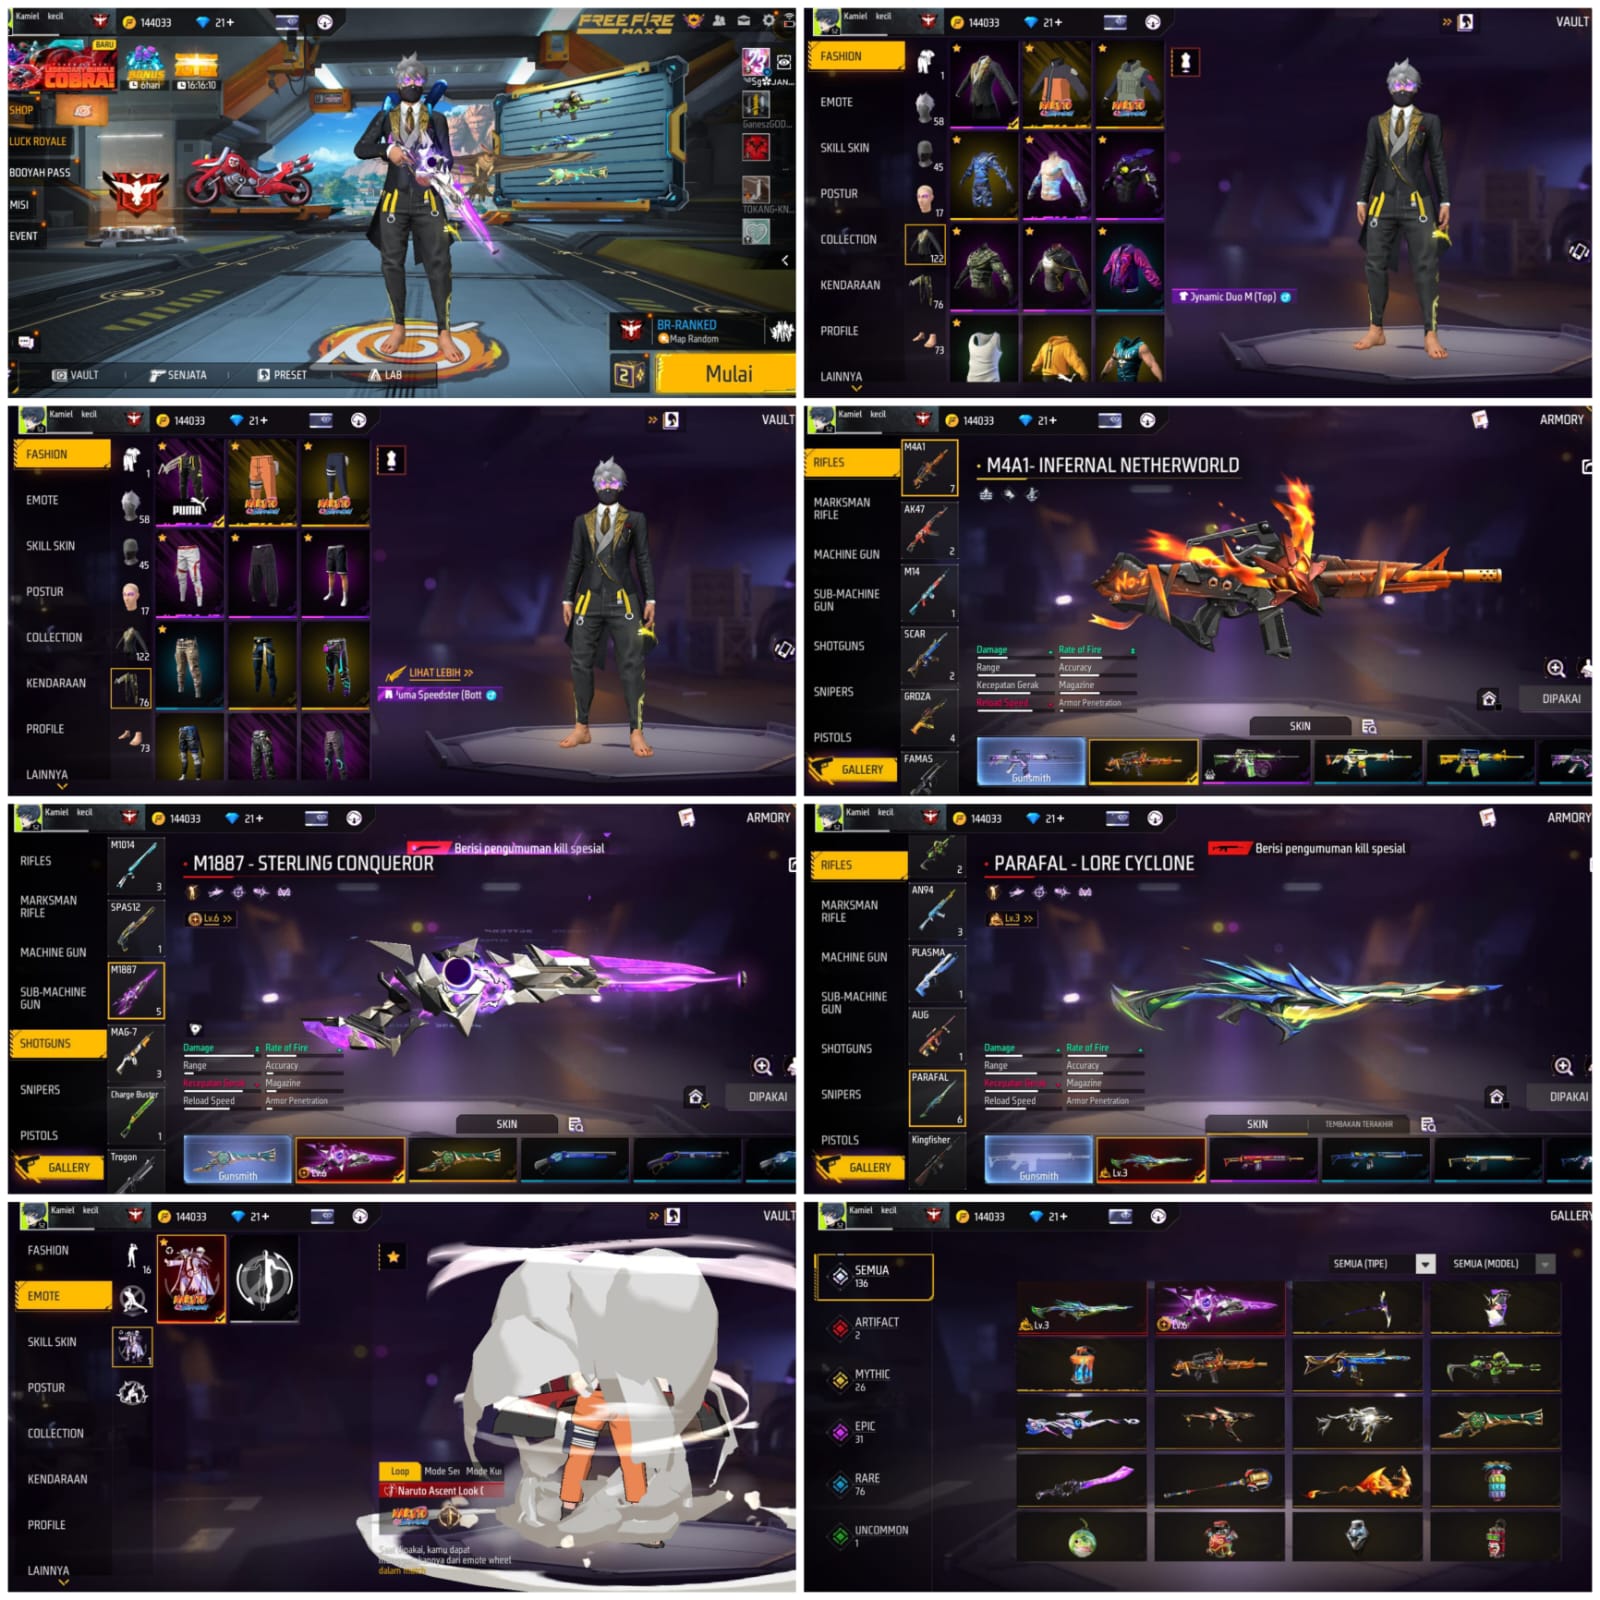 Kamiel kecil
144033
21+
FREE FIRE
MAX
BARU
COBRA!
BONUS
6hari
16:16:10
SHOP
LUCK ROYALE
BOOYAH PASS
MISI
EVENT
BR-RANKED
Map Random
VAULT
SENJATA
PRESET
LAB
2
Mulai
Kamiel kecil
144033
21+
VAULT
FASHION
EMOTE
SKILL SKIN
POSTUR
COLLECTION
KENDARAAN
PROFILE
LAINNYA
1
58
45
17
122
76
73
NARUTO
NARUTO
Dynamic Duo M (Top)
Kamiel kecil
144033
21+
VAULT
FASHION
EMOTE
SKILL SKIN
POSTUR
COLLECTION
KENDARAAN
PROFILE
LAINNYA
1
58
45
17
122
76
73
PUMA
NARUTO
NARUTO
LIHAT LEBIH
uma Speedster (Bott
Kamiel kecil
144033
21+
ARMORY
RIFLES
MARKSMAN
RIFLE
MACHINE GUN
SUB-MACHINE
GUN
SHOTGUNS
SNIPERS
PISTOLS
GALLERY
M4A1
7
AK47
2
M14
1
SCAR
2
GROZA
4
FAMAS
M4A1- INFERNAL NETHERWORLD
Damage
Rate of Fire
Range
Accuracy
Kecepatan Gerak
Magazine
Reload Speed
Armor Penetration
DIPAKAI
SKIN
Gunsmith
Kamiel kecil
144033
21+
ARMORY
RIFLES
MARKSMAN
RIFLE
MACHINE GUN
SUB-MACHINE
GUN
SHOTGUNS
SNIPERS
PISTOLS
GALLERY
M1014
3
SPAS12
1
M1887
5
MAG-7
3
Charge Buster
1
Trogon
Berisi pengumuman kill spesial
M1887 - STERLING CONQUEROR
Lv.6
Damage
Rate of Fire
Range
Accuracy
Kecepatan Gerak
Magazine
Reload Speed
Armor Penetration
DIPAKAI
SKIN
Gunsmith
Lv.6
Kamiel kecil
144033
21+
ARMORY
RIFLES
MARKSMAN
RIFLE
MACHINE GUN
SUB-MACHINE
GUN
SHOTGUNS
SNIPERS
PISTOLS
GALLERY
2
AN94
3
PLASMA
1
AUG
1
PARAFAL
6
Kingfisher
Berisi pengumuman kill spesial
PARAFAL - LORE CYCLONE
Lv.3
Damage
Rate of Fire
Range
Accuracy
Kecepatan Gerak
Magazine
Reload Speed
Armor Penetration
DIPAKAI
SKIN
TEMBAKAN TERAKHIR
Gunsmith
Lv.3
Kamiel kecil
144033
21+
VAULT
FASHION
EMOTE
SKILL SKIN
POSTUR
COLLECTION
KENDARAAN
PROFILE
LAINNYA
16
1
NARUTO
Loop
Mode Ser
Mode Ku
Naruto Ascent Look (
NARUTO
dipakai, kamu dapat
dari emote wheel
dalam
Kamiel kecil
144033
21+
GALLERY
SEMUA (TIPE)
SEMUA (MODEL)
SEMUA
136
ARTIFACT
2
MYTHIC
26
EPIC
31
RARE
76
UNCOMMON
1
Lv.3
Lv.6